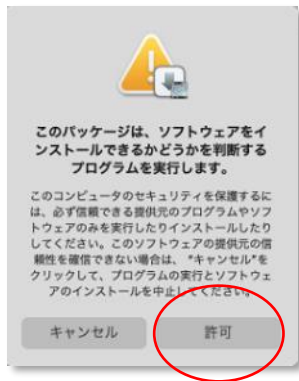 このパッケージは、ソフトウェアをイ
ンストールできるかどうかを判断する
プログラムを実行します。
このコンピュータのセキュリティを保護するに
は、必ず信頼できる提供元のプログラムやソフ
トウェアのみを実行したりインストールしたり
してください。このソフトウェアの提供元の信
頼性を確信できない場合は、"キャンセル"を
クリックして、プログラムの実行とソフトウェ
アのインストールを中止してください。
キャンセル 許可